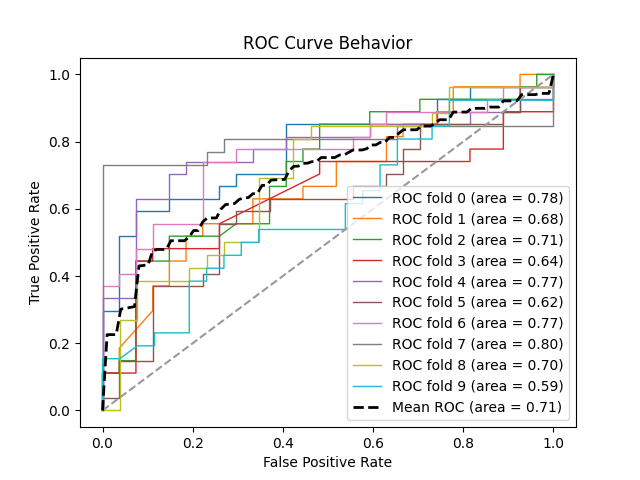 ROC Curve Behavior
True Positive Rate
1.0
0.8
0.6
0.4
0.2
0.0
ROC fold 0 (area = 0.78)
ROC fold 1 (area = 0.68)
ROC fold 2 (area = 0.71)
ROC fold 3 (area = 0.64)
ROC fold 4 (area = 0.77)
ROC fold 5 (area = 0.62)
ROC fold 6 (area = 0.77)
ROC fold 7 (area = 0.80)
ROC fold 8 (area = 0.70)
ROC fold 9 (area = 0.59)
Mean ROC (area = 0.71)
0.0 0.2 0.4 0.6 0.8 1.0
False Positive Rate